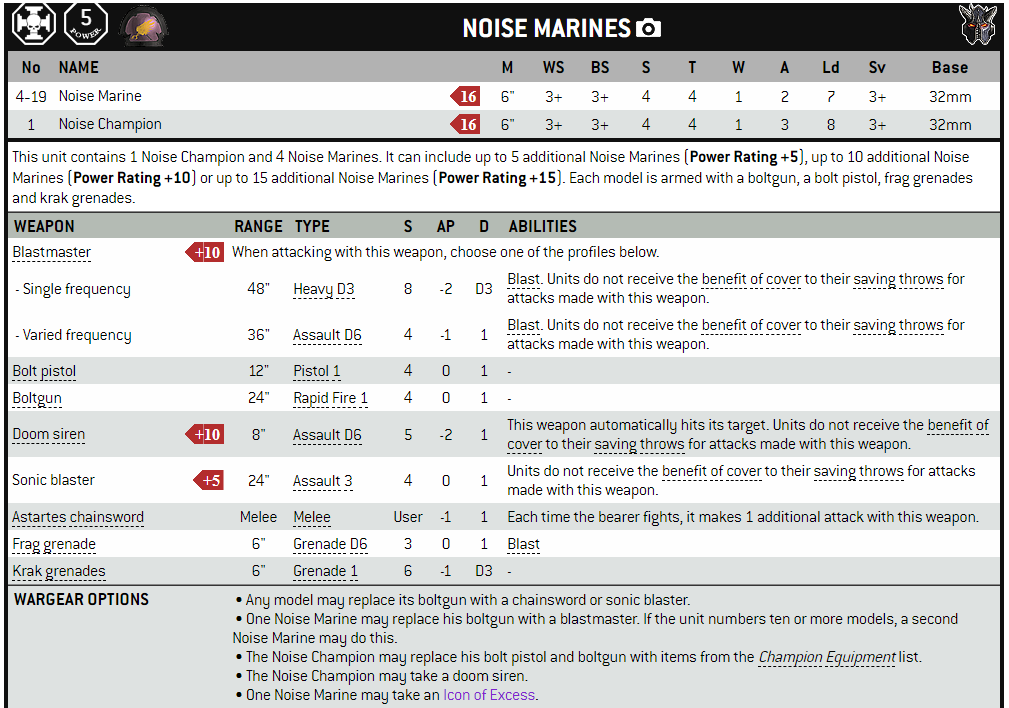 5
POWER
NOISE MARINES
No NAME M WS BS S T W A Ld Sv Base
4-19 Noise Marine 16 6" 3+ 3+ 4 4 1 2 7 3+ 32mm
1 Noise Champion 16 6" 3+ 3+ 4 4 1 3 8 3+ 32mm
This unit contains 1 Noise Champion and 4 Noise Marines. It can include up to 5 additional Noise Marines (Power Rating +5), up to 10 additional Noise
Marines (Power Rating +10) or up to 15 additional Noise Marines (Power Rating +15). Each model is armed with a boltgun, a bolt pistol, frag grenades
and krak grenades.
WEAPON RANGE TYPE S AP D ABILITIES
Blastmaster +10 When attacking with this weapon, choose one of the profiles below.
- Single frequency 48" Heavy D3 8 -2 D3 Blast. Units do not receive the benefit of cover to their saving throws for
attacks made with this weapon.
- Varied frequency 36" Assault D6 4 -1 1 Blast. Units do not receive the benefit of cover to their saving throws for
attacks made with this weapon.
Bolt pistol 12" Pistol 1 4 0 1 -
Boltgun 24" Rapid Fire 1 4 0 1 -
Doom siren +10 8" Assault D6 5 -2 1 This weapon automatically hits its target. Units do not receive the benefit of
cover to their saving throws for attacks made with this weapon.
Sonic blaster +5 24" Assault 3 4 0 1 Units do not receive the benefit of cover to their saving throws for attacks
made with this weapon.
Astartes chainsword Melee Melee User -1 1 Each time the bearer fights, it makes 1 additional attack with this weapon.
Frag grenade 6" Grenade D6 3 0 1 Blast
Krak grenades 6" Grenade 1 6 -1 D3 -
WARGEAR OPTIONS • Any model may replace its boltgun with a chainsword or sonic blaster.
• One Noise Marine may replace his boltgun with a blastmaster. If the unit numbers ten or more models, a second
Noise Marine may do this.
• The Noise Champion may replace his bolt pistol and boltgun with items from the Champion Equipment list.
• The Noise Champion may take a doom siren.
• One Noise Marine may take an Icon of Excess.